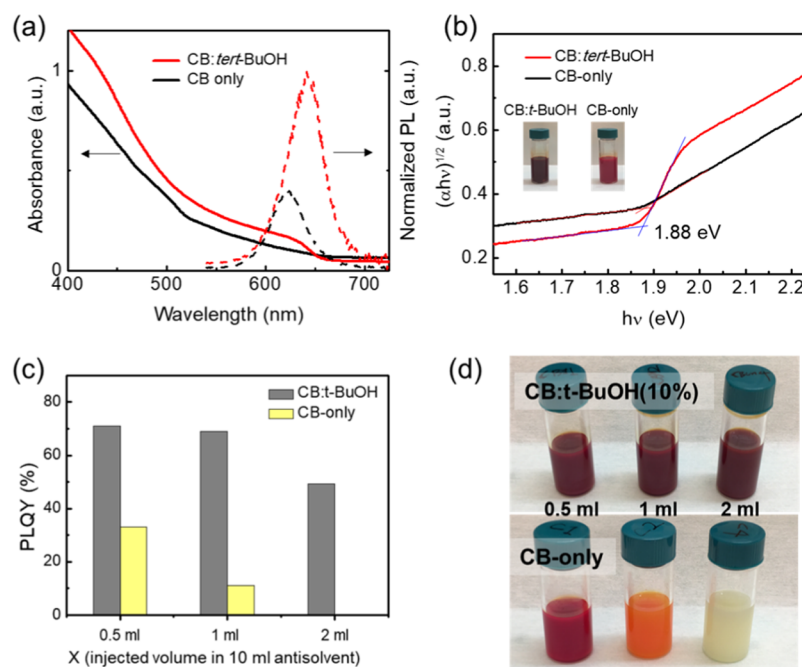 (a)
CB:tert-BuOH
CB only
Absorbance (a.u.)
1
0
Normalized PL (a.u.)
400
500
600
700
Wavelength (nm)
(b)
CB:tert-BuOH
CB-only
CB:t-BuOH
CB-only
(αhν)1/2 (a.u.)
0.8
0.6
0.4
0.2
1.88 eV
1.6
1.7
1.8
1.9
2.0
2.1
2.2
hν (eV)
(c)
CB:t-BuOH
CB-only
PLQY (%)
80
60
40
20
0
0.5 ml
1 ml
2 ml
X (injected volume in 10 ml antisolvent)
(d)
CB:t-BuOH(10%)
0.5 ml
1 ml
2 ml
CB-only